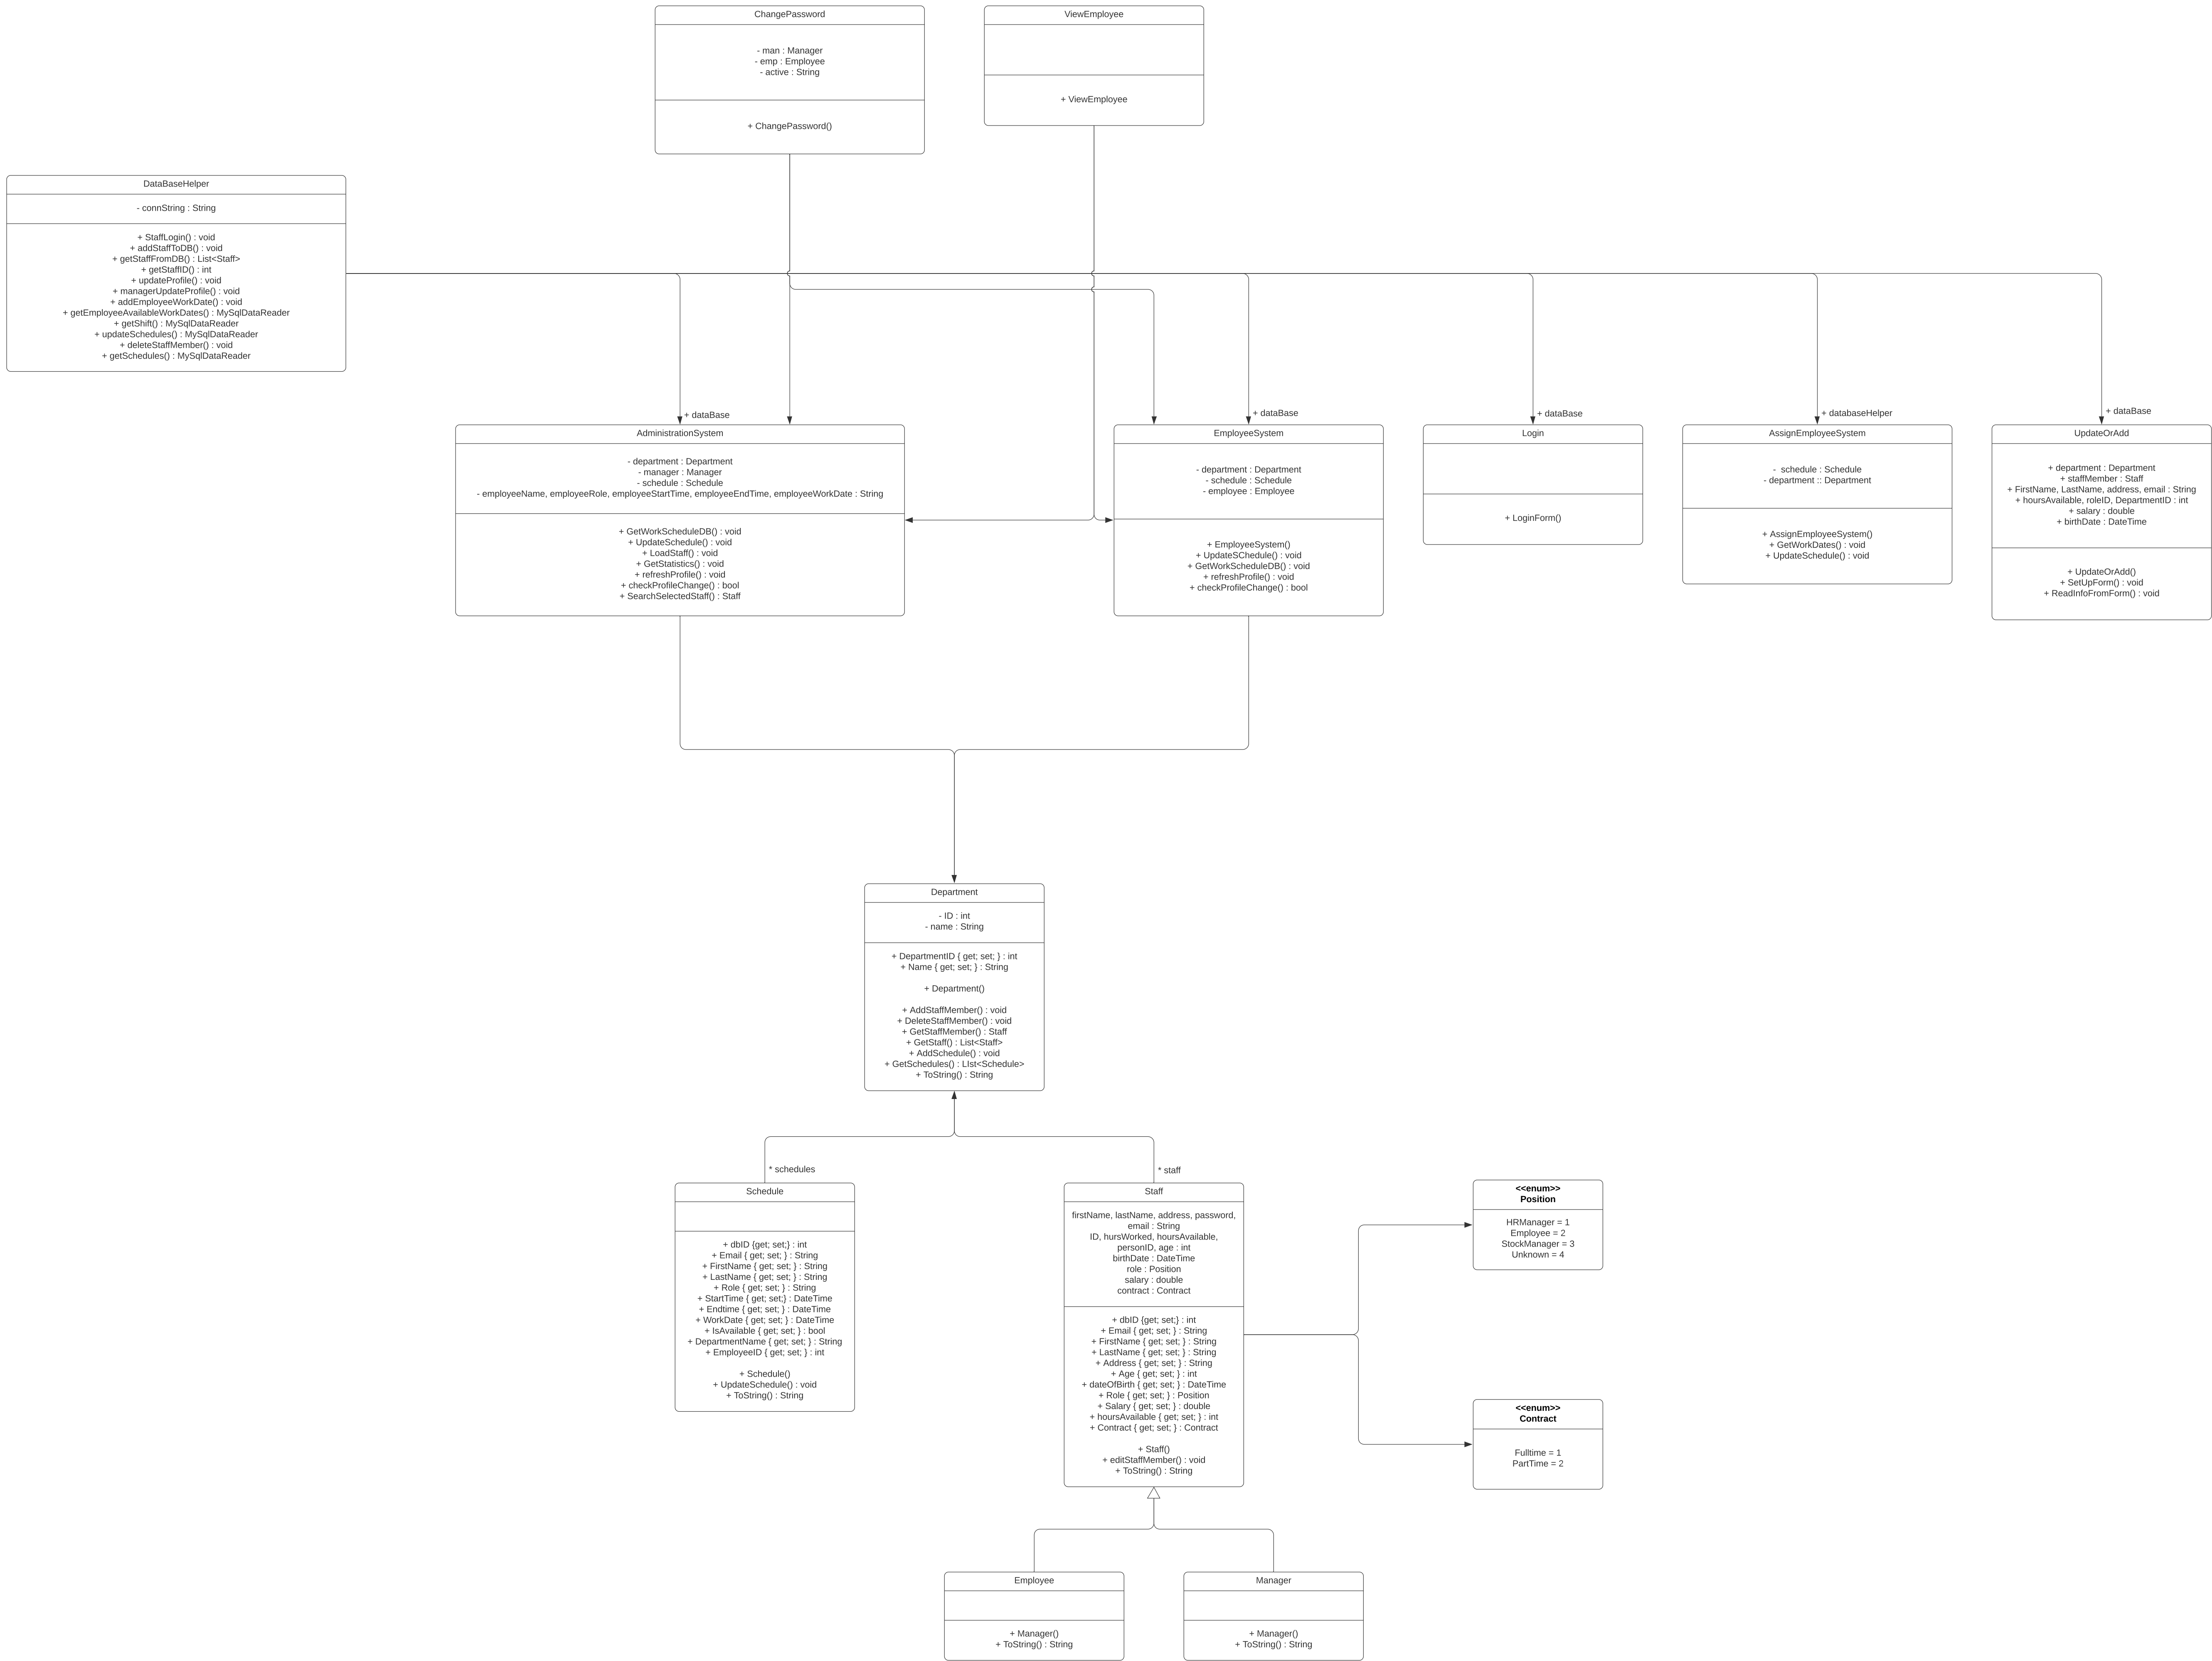 ChangePassword
- man : Manager
- emp : Employee
- active : String
+ ChangePassword()
ViewEmployee
+ ViewEmployee
DataBaseHelper
- connString : String
+ StaffLogin() : void
+ addStaffToDB() : void
+ getStaffFromDB() : List<Staff>
+ getStaffID() : int
+ updateProfile() : void
+ managerUpdateProfile() : void
+ addEmployeeWorkDate() : void
+ getEmployeeAvailableWorkDates() : MySqlDataReader
+ getShift() : MySqlDataReader
+ updateSchedules() : MySqlDataReader
+ deleteStaffMember() : void
+ getSchedules() : MySqlDataReader
+ dataBase
+ dataBase
+ dataBase
+ databaseHelper
+ dataBase
AdministrationSystem
- department : Department
- manager : Manager
- schedule : Schedule
- employeeName, employeeRole, employeeStartTime, employeeEndTime, employeeWorkDate : String
+ GetWorkScheduleDB() : void
+ UpdateSchedule() : void
+ LoadStaff() : void
+ GetStatistics() : void
+ refreshProfile() : void
+ checkProfileChange() : bool
+ SearchSelectedStaff() : Staff
EmployeeSystem
- department : Department
- schedule : Schedule
- employee : Employee
+ EmployeeSystem()
+ UpdateSChedule() : void
+ GetWorkScheduleDB() : void
+ refreshProfile() : void
+ checkProfileChange() : bool
Login
+ LoginForm()
AssignEmployeeSystem
-  schedule : Schedule
- department :: Department
+ AssignEmployeeSystem()
+ GetWorkDates() : void
+ UpdateSchedule() : void
UpdateOrAdd
+ department : Department
+ staffMember : Staff
+ FirstName, LastName, address, email : String
+ hoursAvailable, roleID, DepartmentID : int
+ salary : double
+ birthDate : DateTime
+ UpdateOrAdd()
+ SetUpForm() : void
+ ReadInfoFromForm() : void
Department
- ID : int
- name : String
+ DepartmentID { get; set; } : int
+ Name { get; set; } : String
+ Department()
+ AddStaffMember() : void
+ DeleteStaffMember() : void
+ GetStaffMember() : Staff
+ GetStaff() : List<Staff>
+ AddSchedule() : void
+ GetSchedules() : LIst<Schedule>
+ ToString() : String
* schedules
* staff
Schedule
+ dbID {get; set;} : int
+ Email { get; set; } : String
+ FirstName { get; set; } : String
+ LastName { get; set; } : String
+ Role { get; set; } : String
+ StartTime { get; set;} : DateTime
+ Endtime { get; set; } : DateTime
+ WorkDate { get; set; } : DateTime
+ IsAvailable { get; set; } : bool
+ DepartmentName { get; set; } : String
+ EmployeeID { get; set; } : int
+ Schedule()
+ UpdateSchedule() : void
+ ToString() : String
Staff
firstName, lastName, address, password,
email : String
ID, hursWorked, hoursAvailable,
personID, age : int
birthDate : DateTime
role : Position
salary : double
contract : Contract
+ dbID {get; set;} : int
+ Email { get; set; } : String
+ FirstName { get; set; } : String
+ LastName { get; set; } : String
+ Address { get; set; } : String
+ Age { get; set; } : int
+ dateOfBirth { get; set; } : DateTime
+ Role { get; set; } : Position
+ Salary { get; set; } : double
+ hoursAvailable { get; set; } : int
+ Contract { get; set; } : Contract
+ Staff()
+ editStaffMember() : void
+ ToString() : String
<<enum>>
Position
HRManager = 1
Employee = 2
StockManager = 3
Unknown = 4
<<enum>>
Contract
Fulltime = 1
PartTime = 2
Employee
+ Manager()
+ ToString() : String
Manager
+ Manager()
+ ToString() : String